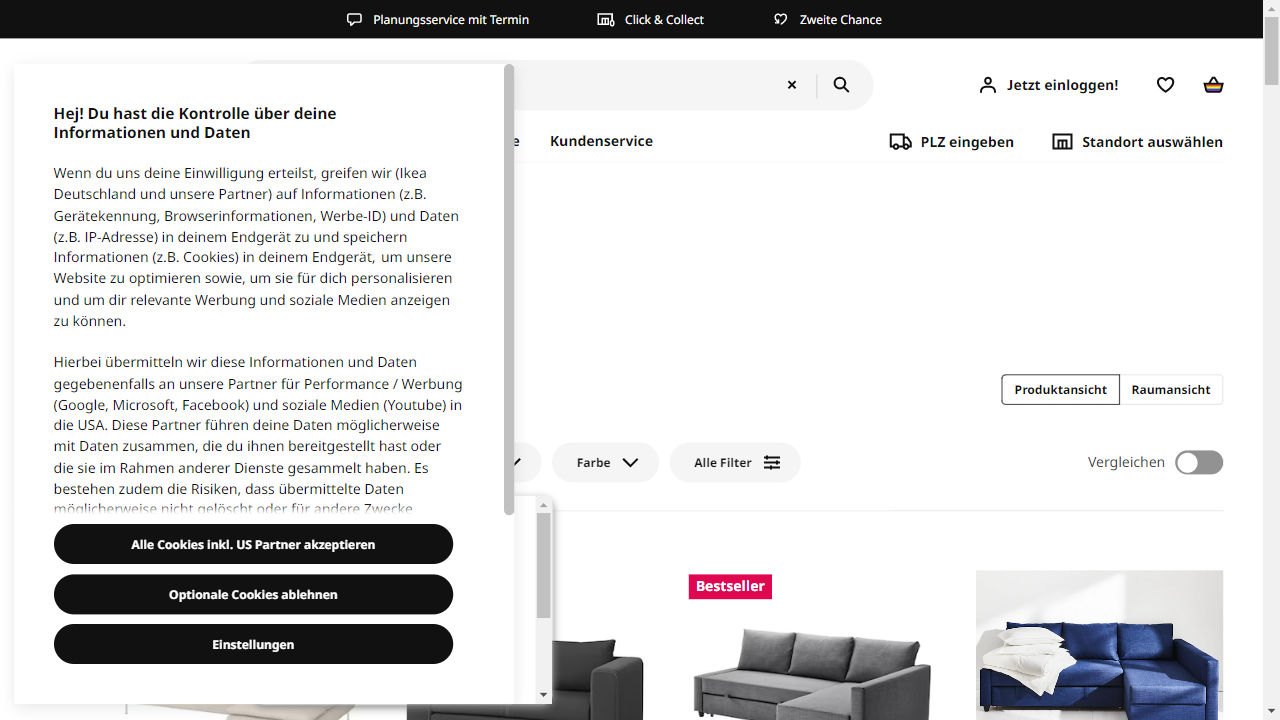 Planungsservice mit Termin
Click & Collect
Zweite Chance
Jetzt einloggen!
Kundenservice
PLZ eingeben
Standort auswählen
Hej! Du hast die Kontrolle über deine
Informationen und Daten
Wenn du uns deine Einwilligung erteilst, greifen wir (Ikea
Deutschland und unsere Partner) auf Informationen (z.B.
Gerätekennung, Browserinformationen, Werbe-ID) und Daten
(z.B. IP-Adresse) in deinem Endgerät zu und speichern
Informationen (z.B. Cookies) in deinem Endgerät, um unsere
Website zu optimieren sowie, um sie für dich personalisieren
und um dir relevante Werbung und soziale Medien anzeigen
zu können.
Hierbei übermitteln wir diese Informationen und Daten
gegebenenfalls an unsere Partner für Performance / Werbung
(Google, Microsoft, Facebook) und soziale Medien (Youtube) in
die USA. Diese Partner führen deine Daten möglicherweise
mit Daten zusammen, die du ihnen bereitgestellt hast oder
die sie im Rahmen anderer Dienste gesammelt haben. Es
bestehen zudem die Risiken, dass übermittelte Daten
möglicherweise nicht gelöscht oder für andere Zwecke
Alle Cookies inkl. US Partner akzeptieren
Optionale Cookies ablehnen
Einstellungen
Produktansicht
Raumansicht
Farbe
Alle Filter
Vergleichen
Bestseller